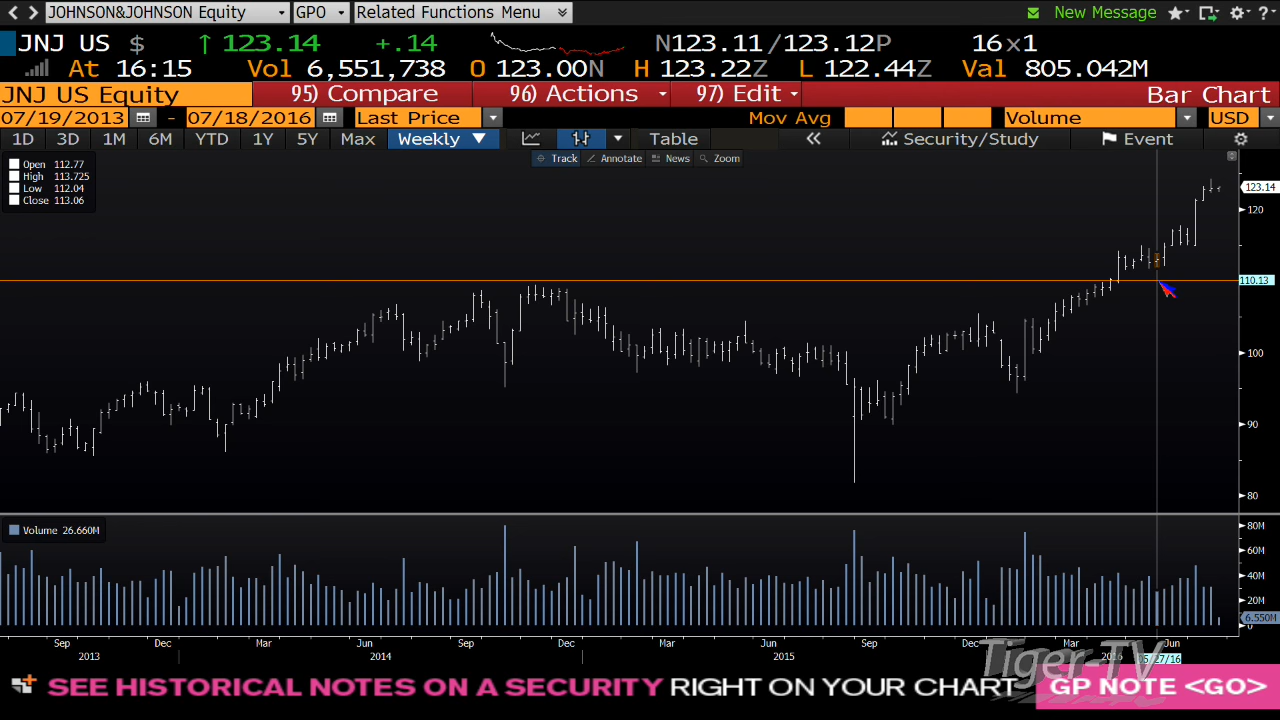 JOHNSON&JOHNSON Equity GPO Related Functions Menu New Message
JNJ US $ ↑ 123.14 +.14 N123.11/123.12P 16x1
At 16:15 Vol 6,551,738 O 123.00N H 123.22Z L 122.44Z Val 805.042M
JNJ US Equity 95) Compare 96) Actions 97) Edit Bar Chart
07/19/2013 - 07/18/2016 Last Price Mov Avg Volume USD
1D 3D 1M 6M YTD 1Y 5Y Max Weekly ▼ Table « Security/Study Event
Track Annotate News Zoom
Open 112.77
High 113.725
Low 112.04
Close 113.06
123.14
120
110.13
100
90
80
Volume 26.660M
80M
60M
40M
20M
6.550M
0
Sep Dec Mar Jun Sep Dec Mar Jun Sep Dec Mar Jun
2013 2014 2015 2016 05/27/16
Tiger-TV
SEE HISTORICAL NOTES ON A SECURITY RIGHT ON YOUR CHART GP NOTE <GO>